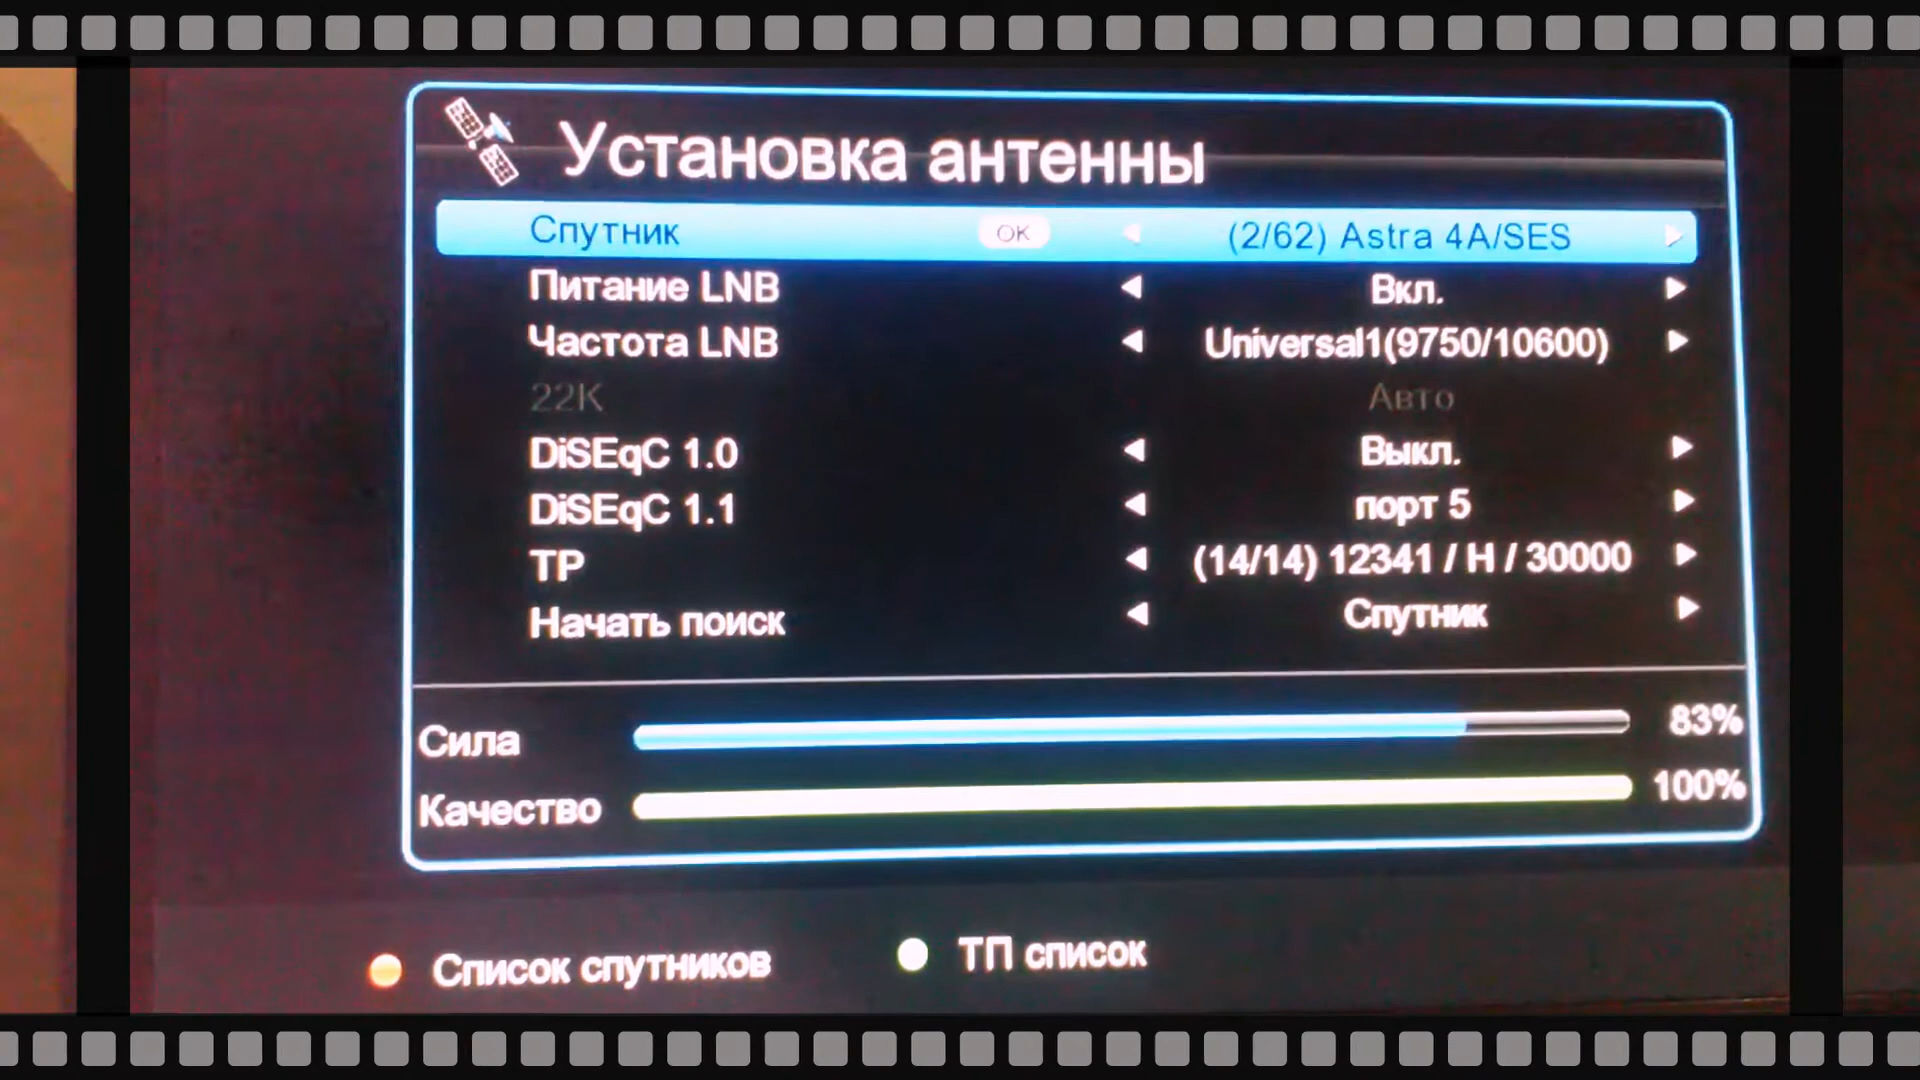 Установка антенны
Спутник OK (2/62) Astra 4A/SES
Питание LNB Вкл.
Частота LNB Universal1(9750/10600)
22K Авто
DiSEqC 1.0 Выкл.
DiSEqC 1.1 порт 5
TP (14/14) 12341 / H / 30000
Начать поиск Спутник
Сила 83%
Качество 100%
Список спутников ТП список